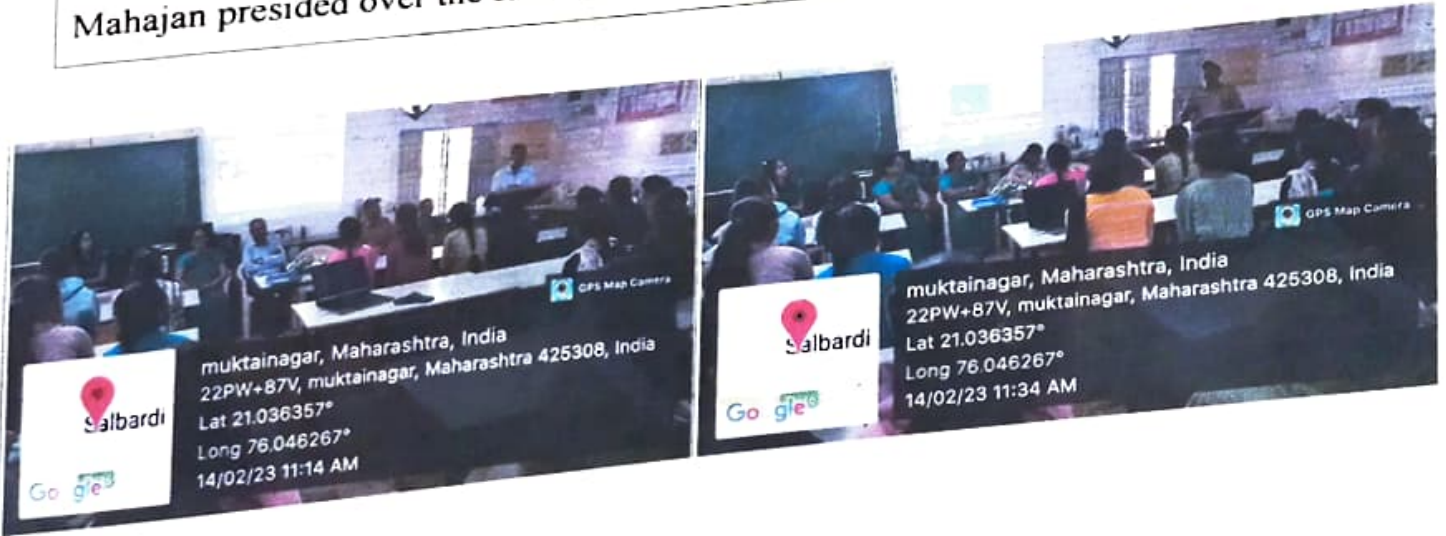 Mahajan presided over the
GPS Map Camera
muktainagar, Maharashtra, India
22PW+87V, muktainagar, Maharashtra 425308, India
Lat 21.036357°
Long 76.046267°
14/02/23 11:14 AM
Salbardi
Google
GPS Map Camera
muktainagar, Maharashtra, India
22PW+87V, muktainagar, Maharashtra 425308, India
Lat 21.036357°
Long 76.046267°
14/02/23 11:34 AM
Salbardi
Google